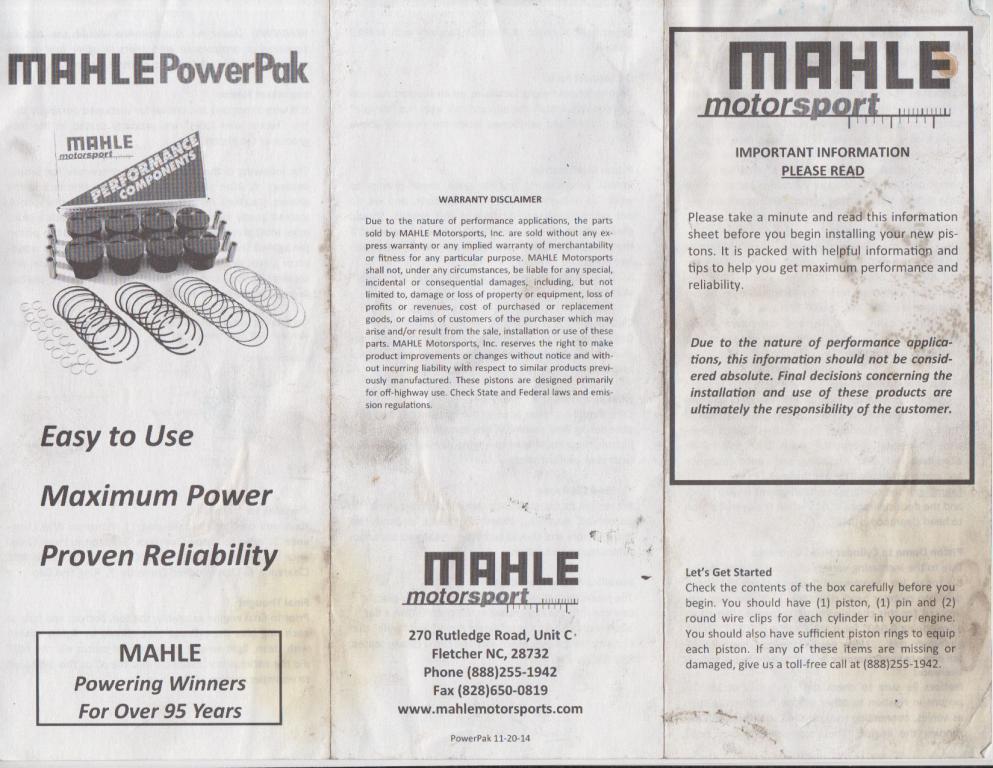 MAHLE PowerPak
MAHLE
motorsport
PERFORMANCE
COMPONENTS
Easy to Use
Maximum Power
Proven Reliability
MAHLE
Powering Winners
For Over 95 Years
WARRANTY DISCLAIMER
Due to the nature of performance applications, the parts
sold by MAHLE Motorsports, Inc. are sold without any ex-
press warranty or any implied warranty of merchantability
or fitness for any particular purpose. MAHLE Motorsports
shall not, under any circumstances, be liable for any special,
incidental or consequential damages, including, but not
limited to, damage or loss of property or equipment, loss of
profits or revenues, cost of purchased or replacement
goods, or claims of customers of the purchaser which may
arise and/or result from the sale, installation or use of these
parts. MAHLE Motorsports, Inc. reserves the right to make
product improvements or changes without notice and with-
out incurring liability with respect to similar products previ-
ously manufactured. These pistons are designed primarily
for off-highway use. Check State and Federal laws and emis-
sion regulations.
MAHLE
motorsport
270 Rutledge Road, Unit C
Fletcher NC, 28732
Phone (888)255-1942
Fax (828)650-0819
www.mahlemotorsports.com
PowerPak 11-20-14
MAHLE
motorsport
IMPORTANT INFORMATION
PLEASE READ
Please take a minute and read this information
sheet before you begin installing your new pis-
tons. It is packed with helpful information and
tips to help you get maximum performance and
reliability.
Due to the nature of performance applica-
tions, this information should not be consid-
ered absolute. Final decisions concerning the
installation and use of these products are
ultimately the responsibility of the customer.
Let's Get Started
Check the contents of the box carefully before you
begin. You should have (1) piston, (1) pin and (2)
round wire clips for each cylinder in your engine.
You should also have sufficient piston rings to equip
each piston. If any of these items are missing or
damaged, give us a toll-free call at (888)255-1942.